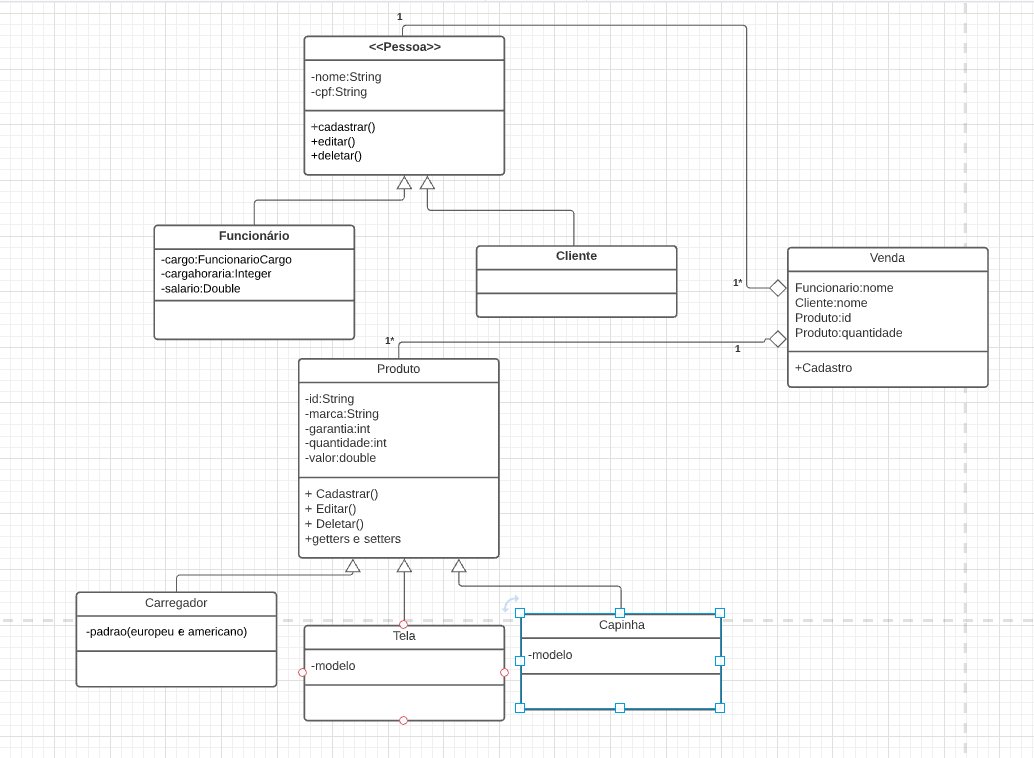 1
<<Pessoa>>
-nome:String
-cpf:String
+cadastrar()
+editar()
+deletar()
Funcionário
-cargo:FuncionarioCargo
-cargahoraria:Integer
-salario:Double
Cliente
Venda
Funcionario:nome
Cliente:nome
Produto:id
Produto:quantidade
+Cadastro
1*
1*
1
Produto
-id:String
-marca:String
-garantia:int
-quantidade:int
-valor:double
+ Cadastrar()
+ Editar()
+ Deletar()
+getters e setters
Carregador
-padrao(europeu e americano)
Tela
-modelo
Capinha
-modelo